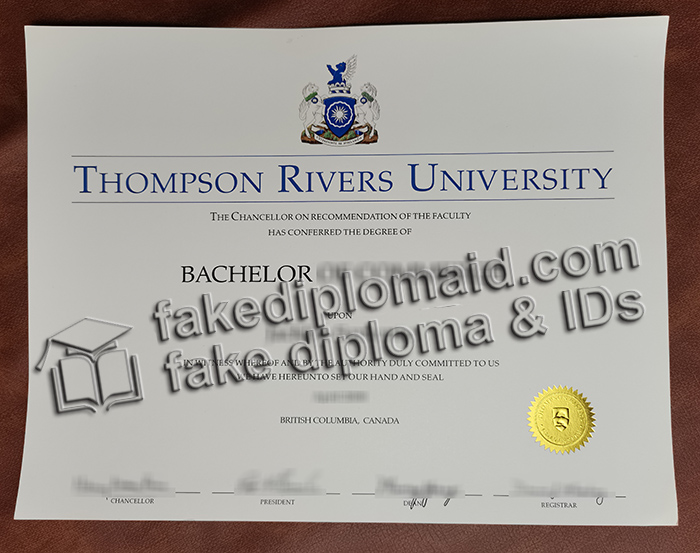 THOMPSON RIVERS UNIVERSITY
THE CHANCELLOR ON RECOMMENDATION OF THE FACULTY
HAS CONFERRED THE DEGREE OF
BACHELOR
fakediplomaid.com
UPON
fake diploma & IDs
IN WITNESS WHEREOF AND BY THE AUTHORITY DULY COMMITTED TO US
WE HAVE HEREUNTO SET OUR HAND AND SEAL
BRITISH COLUMBIA, CANADA
CHANCELLOR
PRESIDENT
DEAN
REGISTRAR